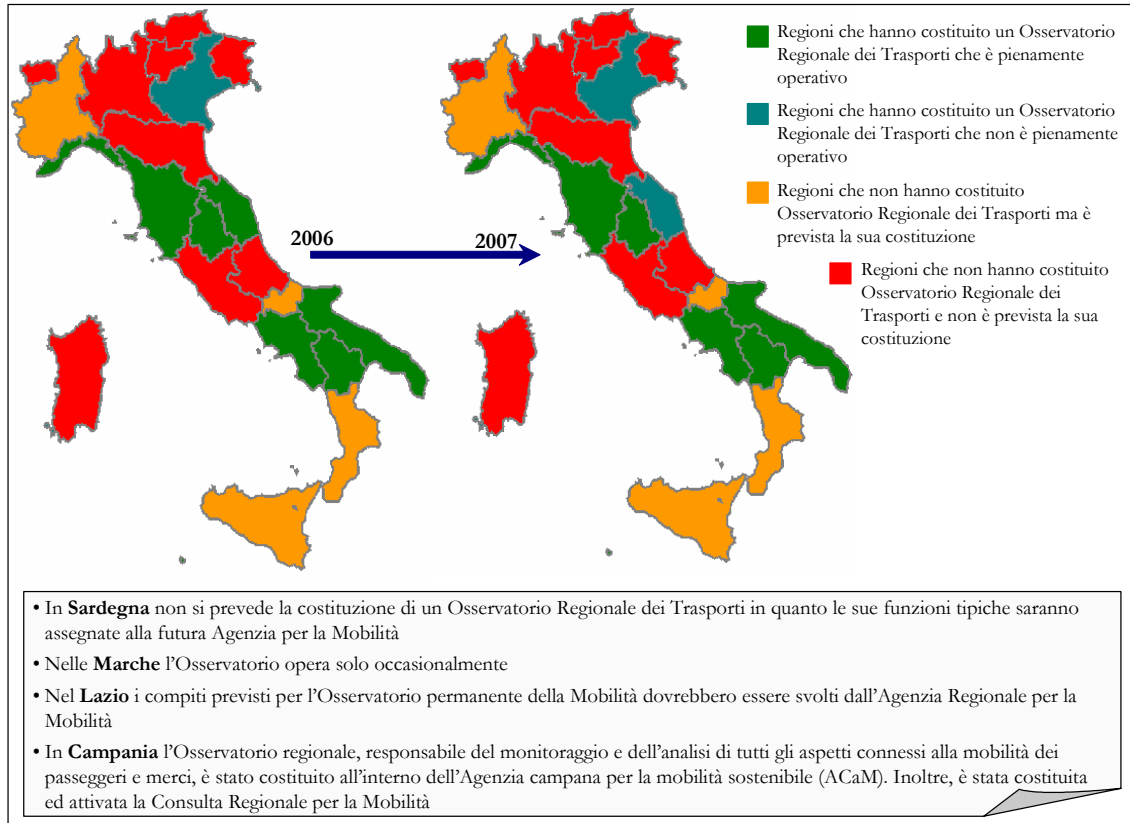 Regioni che hanno costituito un Osservatorio
Regionale dei Trasporti che è pienamente
operativo
Regioni che hanno costituito un Osservatorio
Regionale dei Trasporti che non è pienamente
operativo
Regioni che non hanno costituito
Osservatorio Regionale dei Trasporti ma è
prevista la sua costituzione
Regioni che non hanno costituito
Osservatorio Regionale dei
Trasporti e non è prevista la sua
costituzione
2006
2007
• In Sardegna non si prevede la costituzione di un Osservatorio Regionale dei Trasporti in quanto le sue funzioni tipiche saranno
assegnate alla futura Agenzia per la Mobilità
• Nelle Marche l'Osservatorio opera solo occasionalmente
• Nel Lazio i compiti previsti per l'Osservatorio permanente della Mobilità dovrebbero essere svolti dall'Agenzia Regionale per la
Mobilità
• In Campania l'Osservatorio regionale, responsabile del monitoraggio e dell'analisi di tutti gli aspetti connessi alla mobilità dei
passeggeri e merci, è stato costituito all'interno dell'Agenzia campana per la mobilità sostenibile (ACaM). Inoltre, è stata costituita
ed attivata la Consulta Regionale per la Mobilità